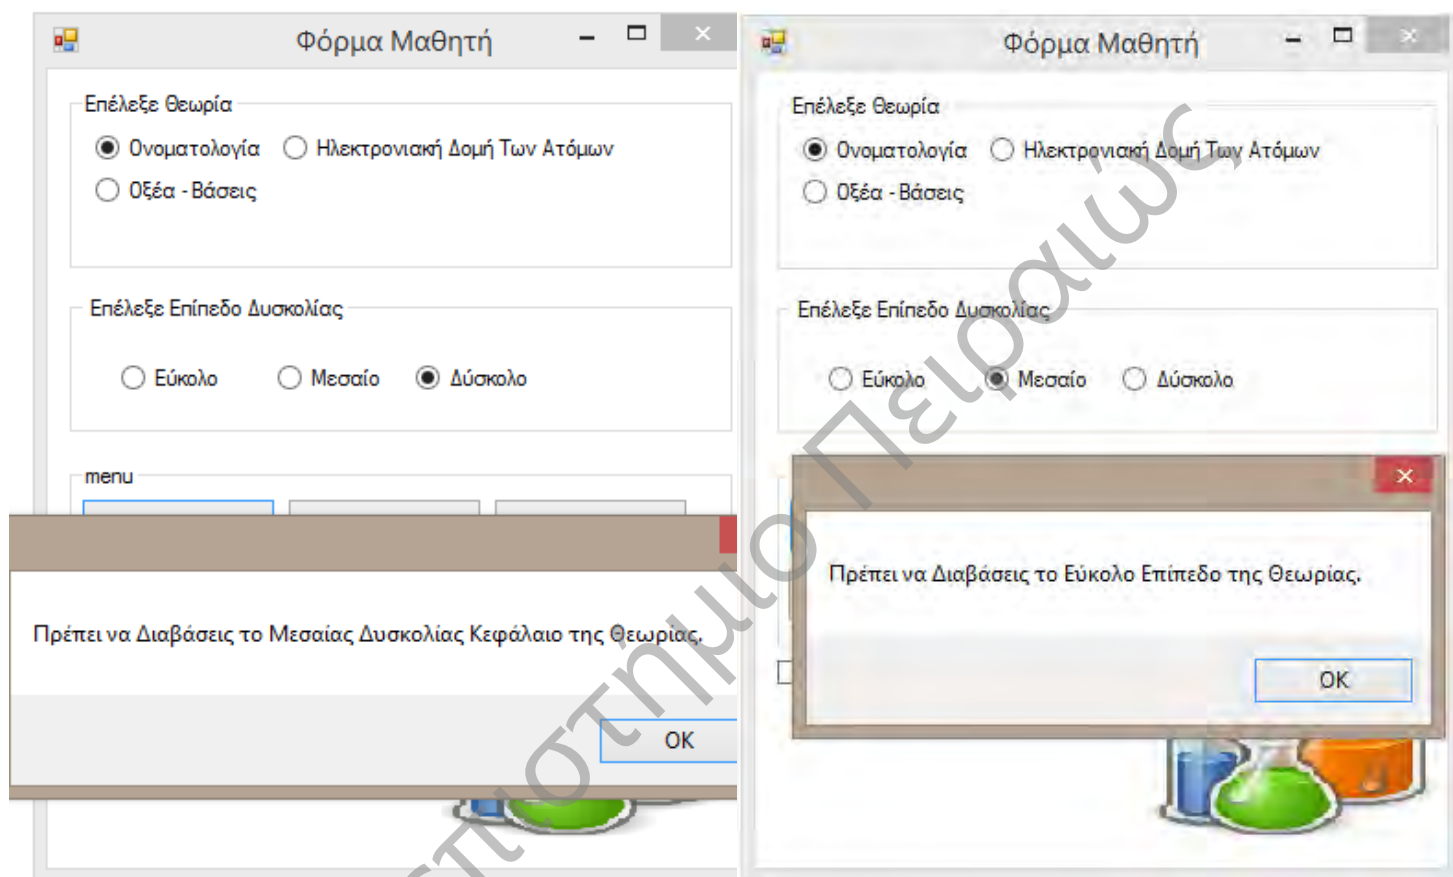 Φόρμα Μαθητή
Επέλεξε Θεωρία
Ονοματολογία Ηλεκτρονιακή Δομή Των Ατόμων
Οξέα - Βάσεις
Επέλεξε Επίπεδο Δυσκολίας
Εύκολο Μεσαίο Δύσκολο
menu
Πρέπει να Διαβάσεις το Μεσαίας Δυσκολίας Κεφάλαιο της Θεωρίας.
OK
Φόρμα Μαθητή
Επέλεξε Θεωρία
Ονοματολογία Ηλεκτρονιακή Δομή Των Ατόμων
Οξέα - Βάσεις
Επέλεξε Επίπεδο Δυσκολίας
Εύκολο Μεσαίο Δύσκολο
Πρέπει να Διαβάσεις το Εύκολο Επίπεδο της Θεωρίας.
OK
πιστήμιο Πειραιώς